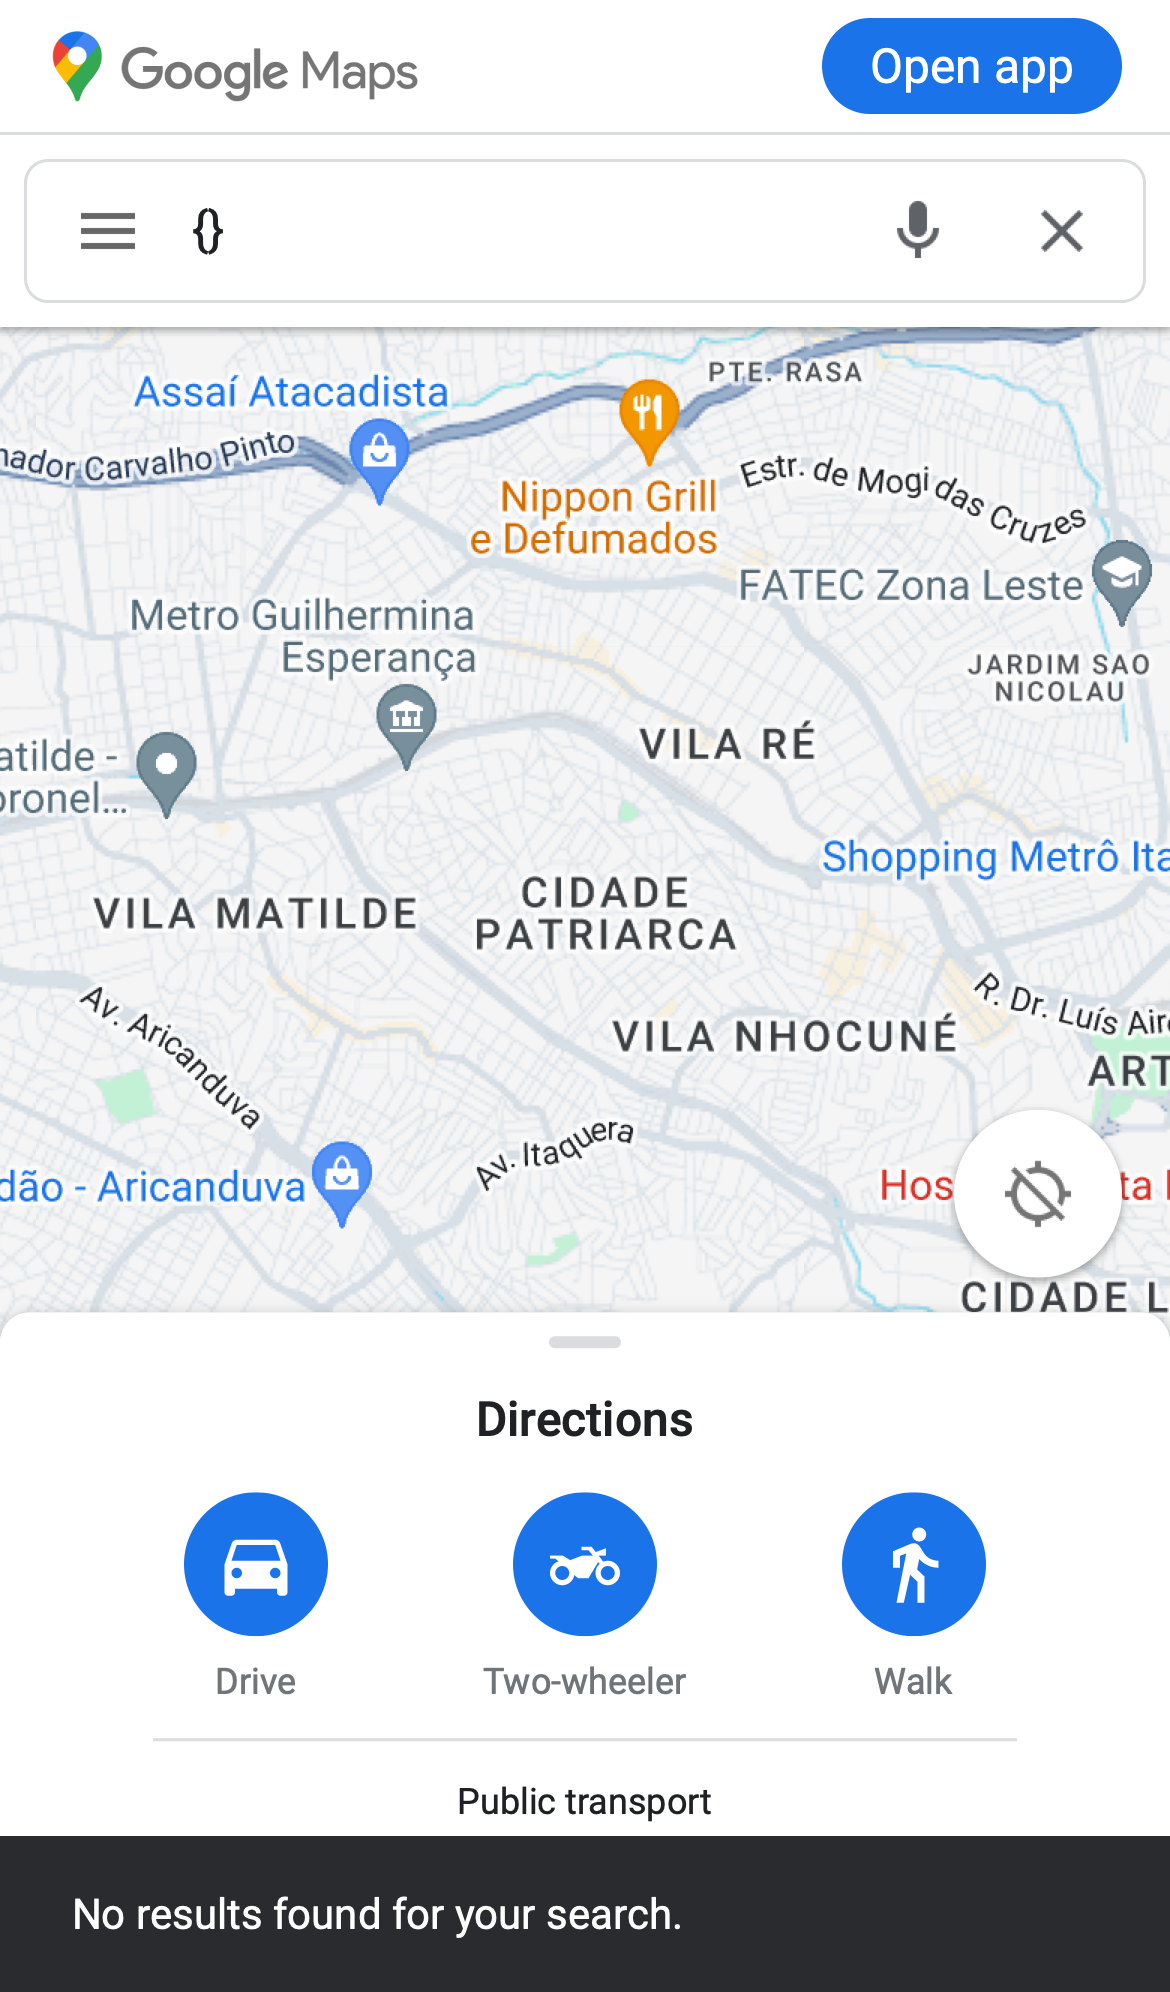 Google Maps
Open app
{}
Assaí Atacadista
PTE. RASA
nador Carvalho Pinto
Nippon Grill
e Defumados
Estr. de Mogi das Cruzes
FATEC Zona Leste
Metro Guilhermina
Esperança
JARDIM SAO
NICOLAU
VILA RÉ
atilde -
oronel...
Shopping Metrô Ita
VILA MATILDE
CIDADE
PATRIARCA
Av. Aricanduva
R. Dr. Luís Air
VILA NHOCUNÉ
ART
Av. Itaquera
dão - Aricanduva
Hos
ta
CIDADE L
Directions
Drive
Two-wheeler
Walk
Public transport
No results found for your search.